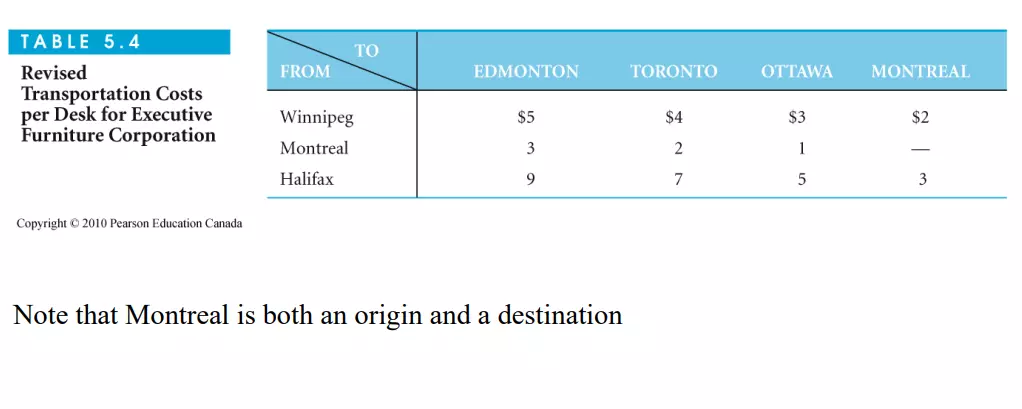 TABLE 5.4
Revised
Transportation Costs
per Desk for Executive
Furniture Corporation
TO
FROM EDMONTON TORONTO OTTAWA MONTREAL
Winnipeg $5 $4 $3 $2
Montreal 3 2 1 —
Halifax 9 7 5 3
Copyright © 2010 Pearson Education Canada
Note that Montreal is both an origin and a destination